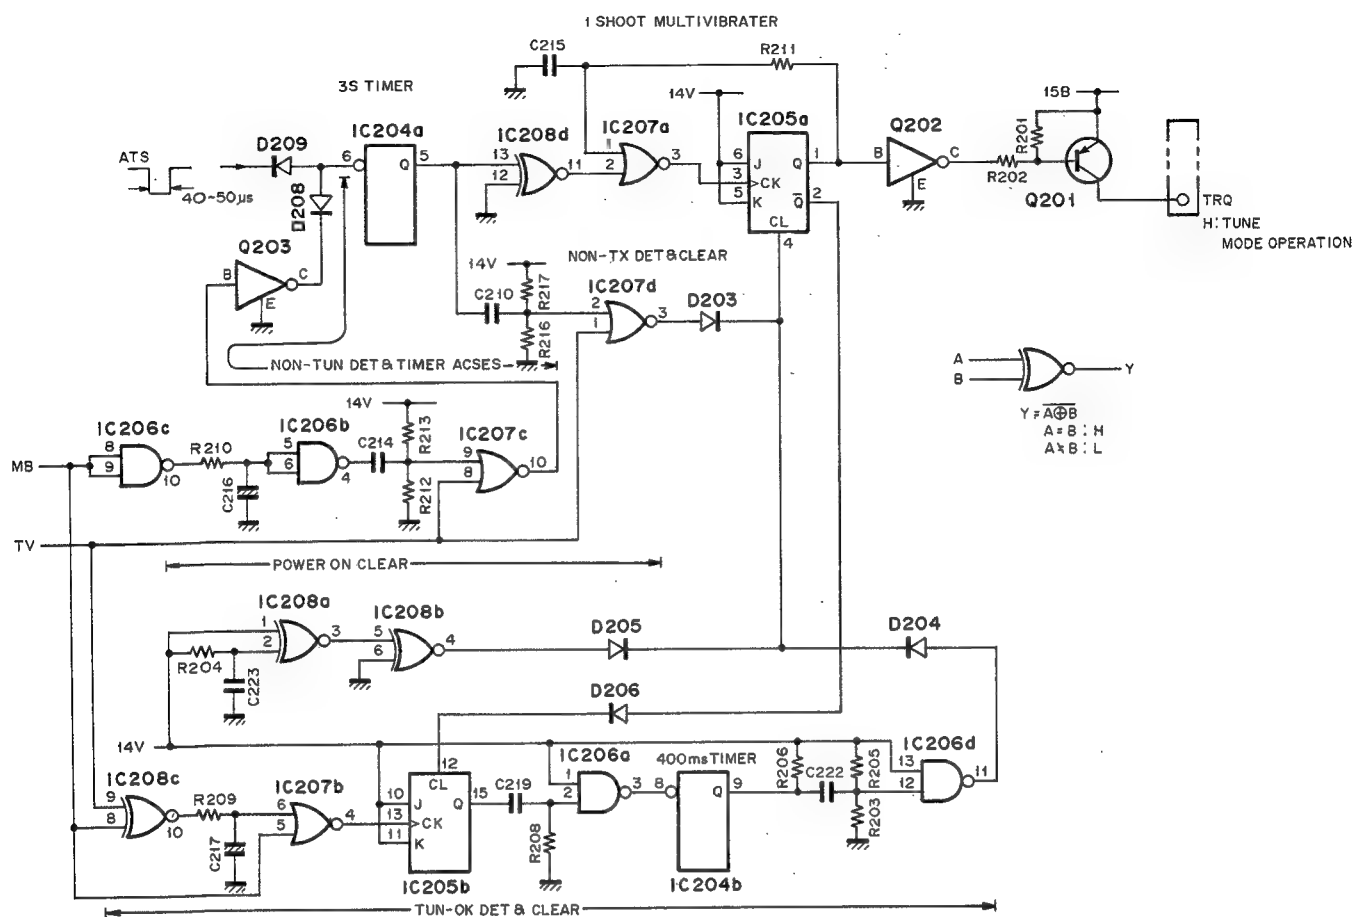 1 SHOOT MULTIVIBRATER
C215
R211
3S TIMER
14V
15B
IC204a
IC208d
IC207a
IC205a
Q202
R201
D209
ATS
6
Q
5
13
12
11
1
2
3
6
J
Q
1
3
CK
5
K
Q̅
2
CL
4
B
C
E
R202
Q201
TRQ
H:TUNE
MODE OPERATION
40~50µs
D208
Q203
B
C
E
NON-TX DET & CLEAR
14V
R217
C210
R216
IC207d
2
1
3
D203
NON-TUN DET & TIMER ACSES
A
B
Y
Y = A⊕B
A = B : H
A ≠ B : L
14V
IC206c
IC206b
R213
IC207c
MB
8
9
10
R210
C216
5
6
4
C214
R212
9
8
10
TV
POWER ON CLEAR
IC208a
IC208b
1
2
3
5
6
4
R204
C223
D205
D204
D206
14V
IC208c
IC207b
12
CL
IC206a
400ms TIMER
IC206d
9
8
10
R209
C217
6
5
4
10
J
Q
15
13
CK
11
K
C219
R208
1
2
3
8
Q
9
R206
C222
R205
R203
13
12
11
IC205b
IC204b
TUN-OK DET & CLEAR